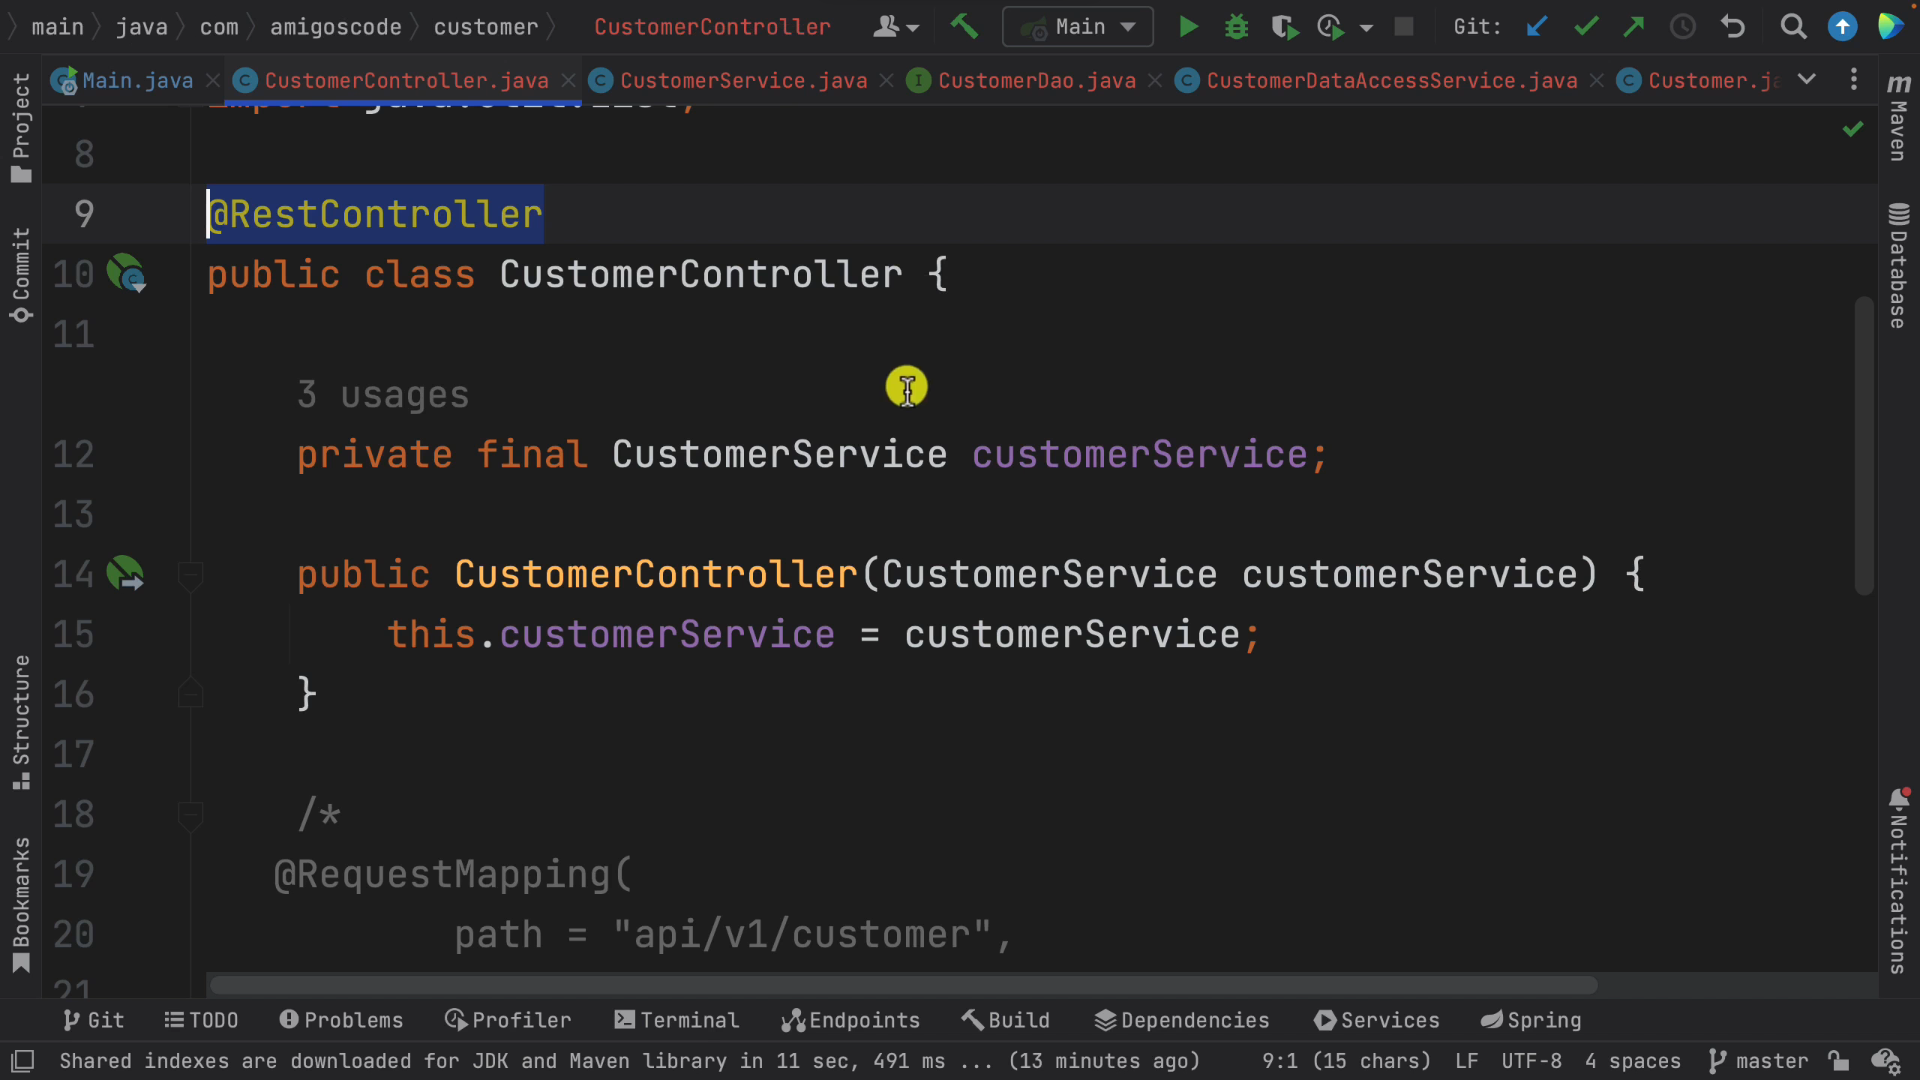 main java com amigoscode customer CustomerController Main Git:
Main.java CustomerController.java CustomerService.java CustomerDao.java CustomerDataAccessService.java Customer.ja
8
9 @RestController
10 public class CustomerController {
11
3 usages
12 private final CustomerService customerService;
13
14 public CustomerController(CustomerService customerService) {
15 this.customerService = customerService;
16 }
17
18 /*
19 @RequestMapping(
20 path = "api/v1/customer",
21
Project
Commit
Structure
Bookmarks
m Maven
Database
Notifications
Git TODO Problems Profiler Terminal Endpoints Build Dependencies Services Spring
Shared indexes are downloaded for JDK and Maven library in 11 sec, 491 ms ... (13 minutes ago) 9:1 (15 chars) LF UTF-8 4 spaces master